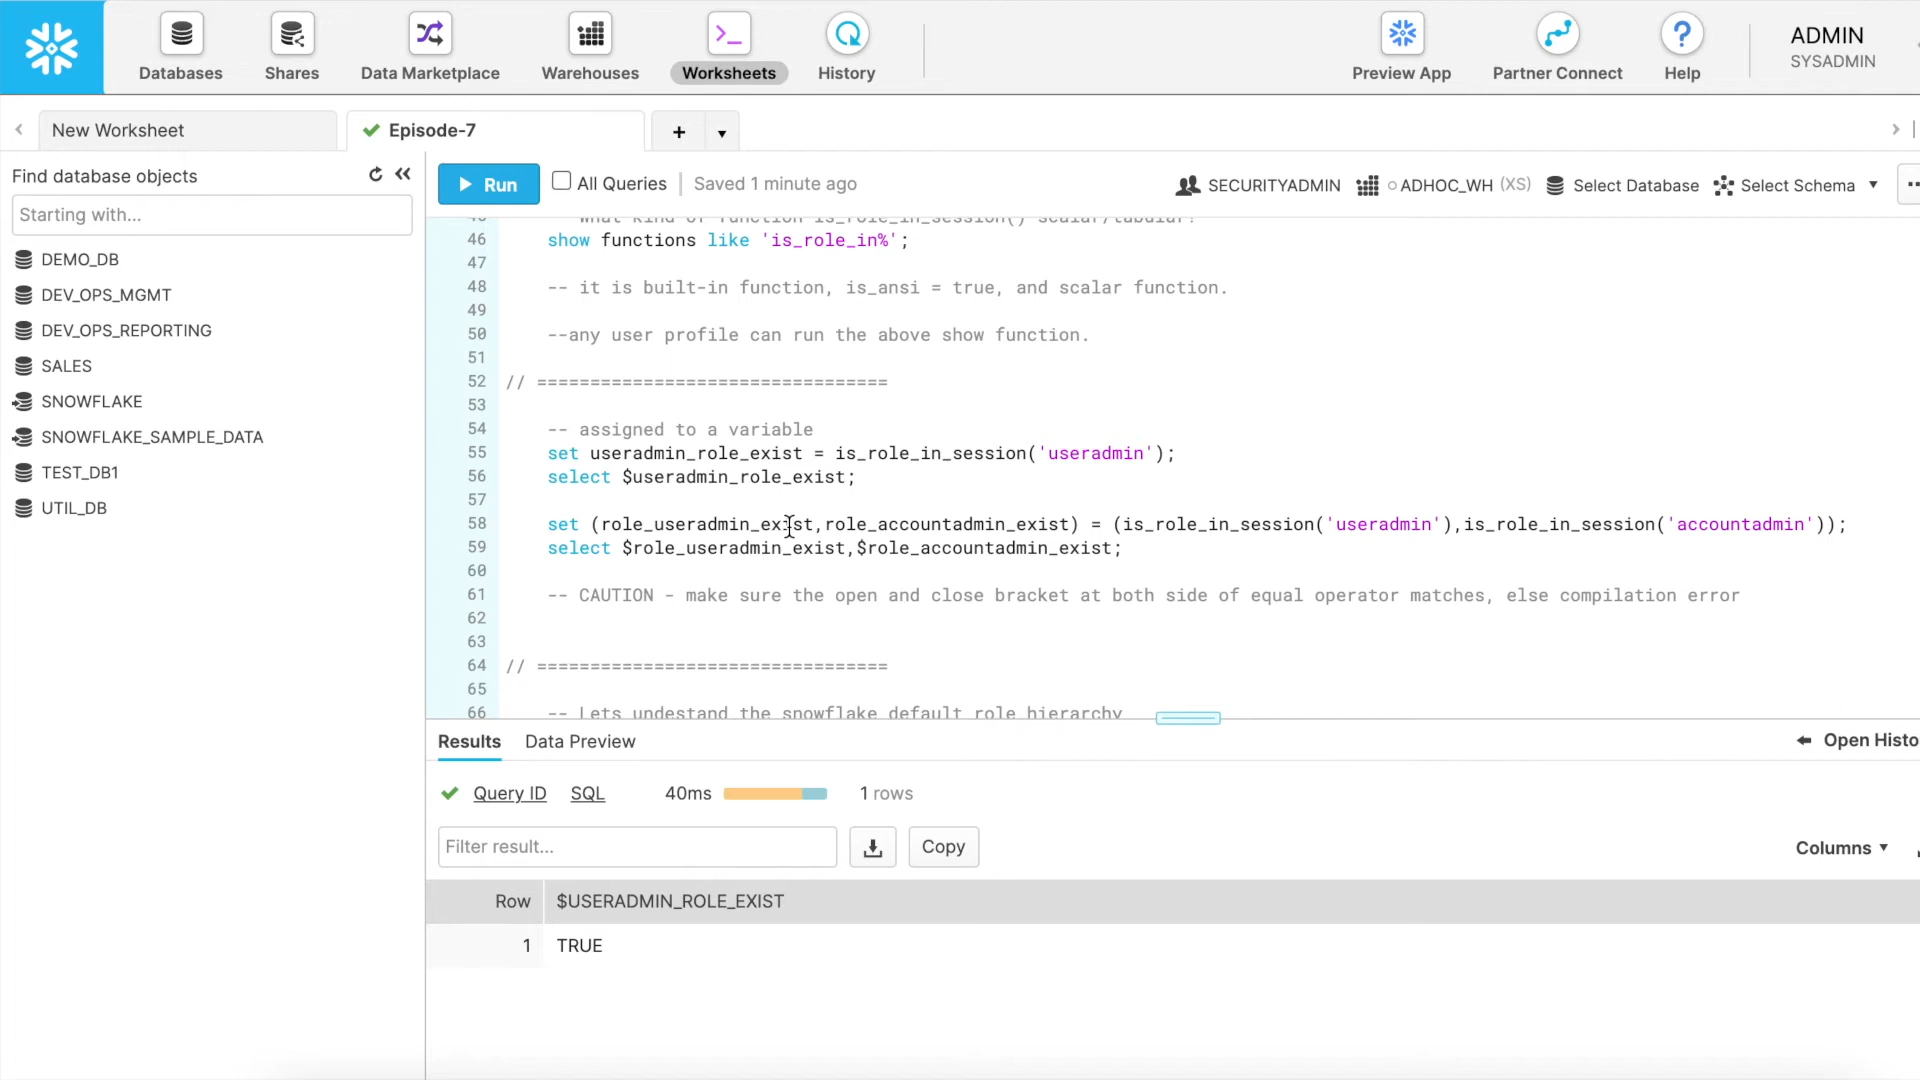 Databases
Shares
Data Marketplace
Warehouses
Worksheets
History
Preview App
Partner Connect
Help
ADMIN
SYSADMIN
New Worksheet
Episode-7
Find database objects
Starting with...
DEMO_DB
DEV_OPS_MGMT
DEV_OPS_REPORTING
SALES
SNOWFLAKE
SNOWFLAKE_SAMPLE_DATA
TEST_DB1
UTIL_DB
Run All Queries Saved 1 minute ago SECURITYADMIN ADHOC_WH (XS) Select Database Select Schema
What kind of function is_role_in_session() scalar/tabular?
46 show functions like 'is_role_in%';
47
48 -- it is built-in function, is_ansi = true, and scalar function.
49
50 --any user profile can run the above show function.
51
52 // =================================
53
54 -- assigned to a variable
55 set useradmin_role_exist = is_role_in_session('useradmin');
56 select $useradmin_role_exist;
57
58 set (role_useradmin_exist,role_accountadmin_exist) = (is_role_in_session('useradmin'),is_role_in_session('accountadmin'));
59 select $role_useradmin_exist,$role_accountadmin_exist;
60
61 -- CAUTION - make sure the open and close bracket at both side of equal operator matches, else compilation error
62
63
64 // =================================
65
66 -- Lets undestand the snowflake default role hierarchy
Results Data Preview Open Histo
Query ID SQL 40ms 1 rows
Filter result... Copy Columns
Row $USERADMIN_ROLE_EXIST
1 TRUE